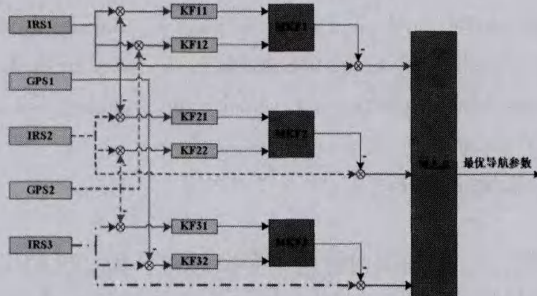 IRS1
GPS1
IRS2
GPS2
IRS3
KF11
KF12
KF21
KF22
KF31
KF32
MKF1
MKF2
MKF3
最优导航参数